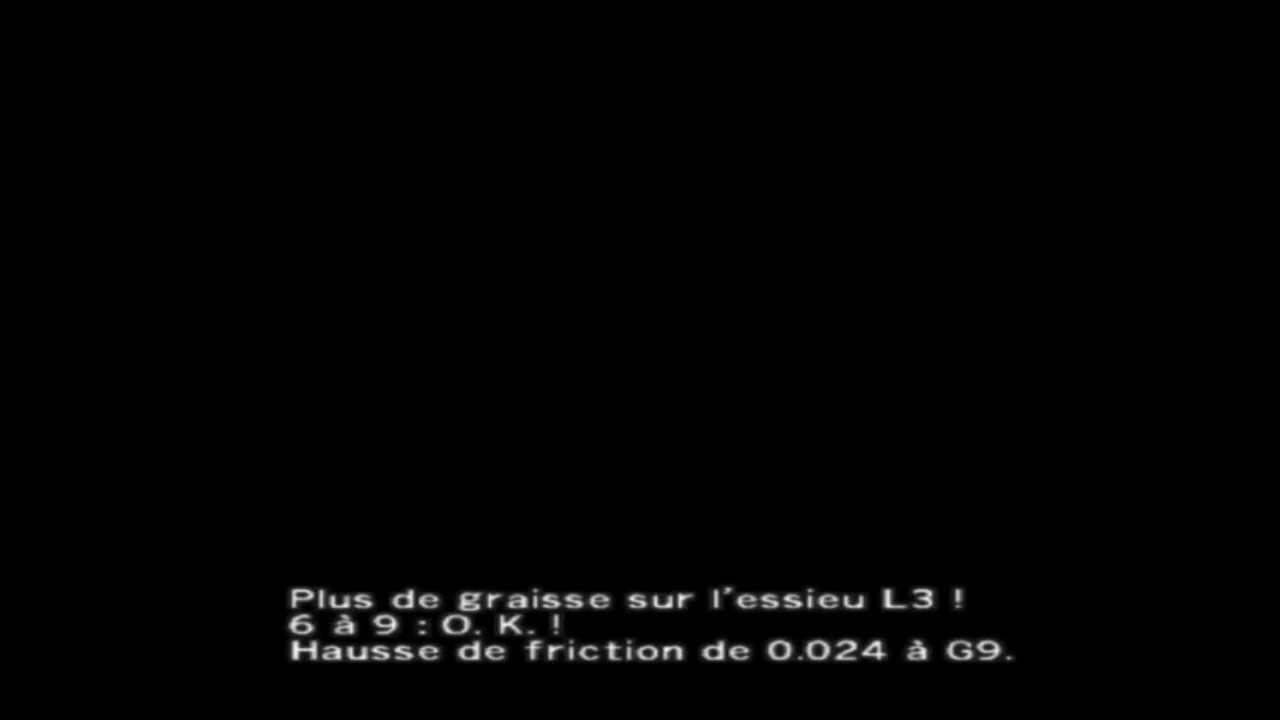 Plus de graisse sur l'essieu L3 !
6 à 9 : O. K. !
Hausse de friction de 0.024 à G9.